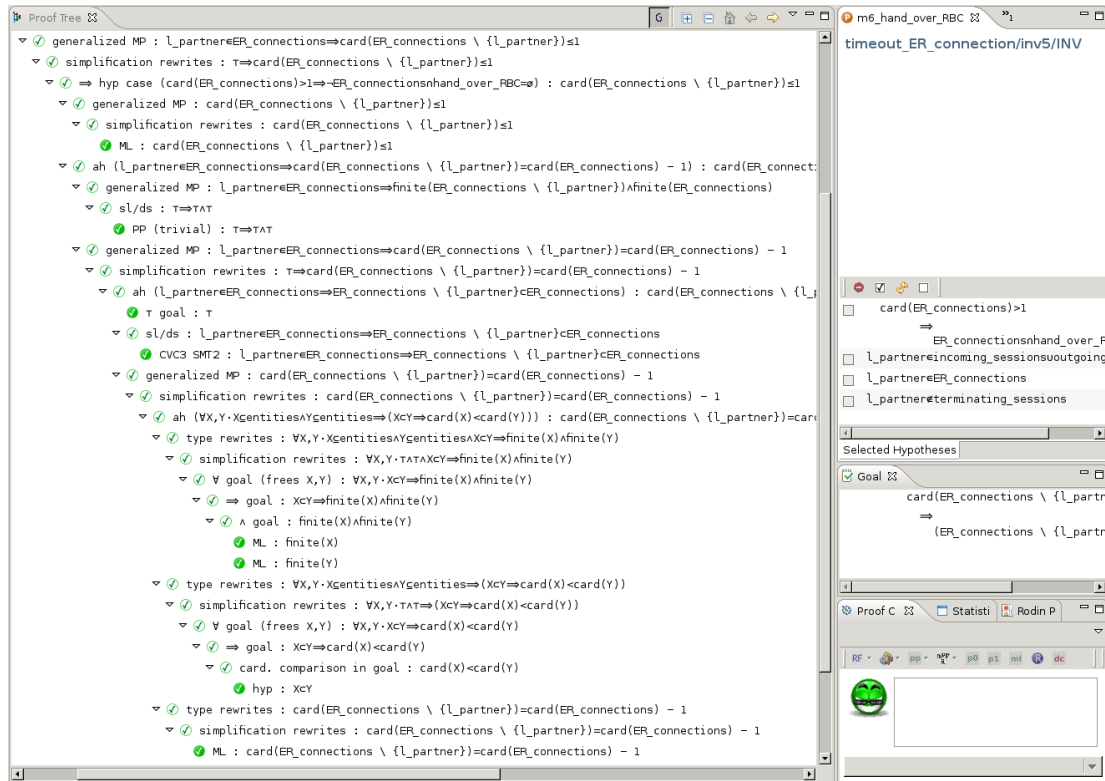 Proof Tree
G
generalized MP : l_partner∈ER_connections⇒card(ER_connections ∖ {l_partner})≤1
simplification rewrites : ⊤⇒card(ER_connections ∖ {l_partner})≤1
⇒ hyp case (card(ER_connections)>1⇒¬ER_connections∩hand_over_RBC=∅) : card(ER_connections ∖ {l_partner})≤1
generalized MP : card(ER_connections ∖ {l_partner})≤1
simplification rewrites : card(ER_connections ∖ {l_partner})≤1
ML : card(ER_connections ∖ {l_partner})≤1
ah (l_partner∈ER_connections⇒card(ER_connections ∖ {l_partner})=card(ER_connections) − 1) : card(ER_connecti
generalized MP : l_partner∈ER_connections⇒finite(ER_connections ∖ {l_partner})∧finite(ER_connections)
sl/ds : ⊤⇒⊤∧⊤
PP (trivial) : ⊤⇒⊤∧⊤
generalized MP : l_partner∈ER_connections⇒card(ER_connections ∖ {l_partner})=card(ER_connections) − 1
simplification rewrites : ⊤⇒card(ER_connections ∖ {l_partner})=card(ER_connections) − 1
ah (l_partner∈ER_connections⇒ER_connections ∖ {l_partner}⊂ER_connections) : card(ER_connections ∖ {l_p
⊤ goal : ⊤
sl/ds : l_partner∈ER_connections⇒ER_connections ∖ {l_partner}⊂ER_connections
CVC3 SMT2 : l_partner∈ER_connections⇒ER_connections ∖ {l_partner}⊂ER_connections
generalized MP : card(ER_connections ∖ {l_partner})=card(ER_connections) − 1
simplification rewrites : card(ER_connections ∖ {l_partner})=card(ER_connections) − 1
ah (∀X,Y·X⊆entities∧Y⊆entities⇒(X⊂Y⇒card(X)<card(Y))) : card(ER_connections ∖ {l_partner})=card
type rewrites : ∀X,Y·X⊆entities∧Y⊆entities∧X⊂Y⇒finite(X)∧finite(Y)
simplification rewrites : ∀X,Y·⊤∧⊤∧X⊂Y⇒finite(X)∧finite(Y)
∀ goal (frees X,Y) : ∀X,Y·X⊂Y⇒finite(X)∧finite(Y)
⇒ goal : X⊂Y⇒finite(X)∧finite(Y)
∧ goal : finite(X)∧finite(Y)
ML : finite(X)
ML : finite(Y)
type rewrites : ∀X,Y·X⊆entities∧Y⊆entities⇒(X⊂Y⇒card(X)<card(Y))
simplification rewrites : ∀X,Y·⊤∧⊤⇒(X⊂Y⇒card(X)<card(Y))
∀ goal (frees X,Y) : ∀X,Y·X⊂Y⇒card(X)<card(Y)
⇒ goal : X⊂Y⇒card(X)<card(Y)
card. comparison in goal : card(X)<card(Y)
hyp : X⊂Y
type rewrites : card(ER_connections ∖ {l_partner})=card(ER_connections) − 1
simplification rewrites : card(ER_connections ∖ {l_partner})=card(ER_connections) − 1
ML : card(ER_connections ∖ {l_partner})=card(ER_connections) − 1
m6_hand_over_RBC
»1
timeout_ER_connection/inv5/INV
card(ER_connections)>1
⇒
ER_connections∩hand_over_R
l_partner∈incoming_sessions∪outgoing
l_partner∈ER_connections
l_partner∉terminating_sessions
Selected Hypotheses
Goal
card(ER_connections ∖ {l_partn
⇒
(ER_connections ∖ {l_partn
Proof C
Statisti
Rodin P
RF
pp
npp
R
p0
p1
ml
R
dc